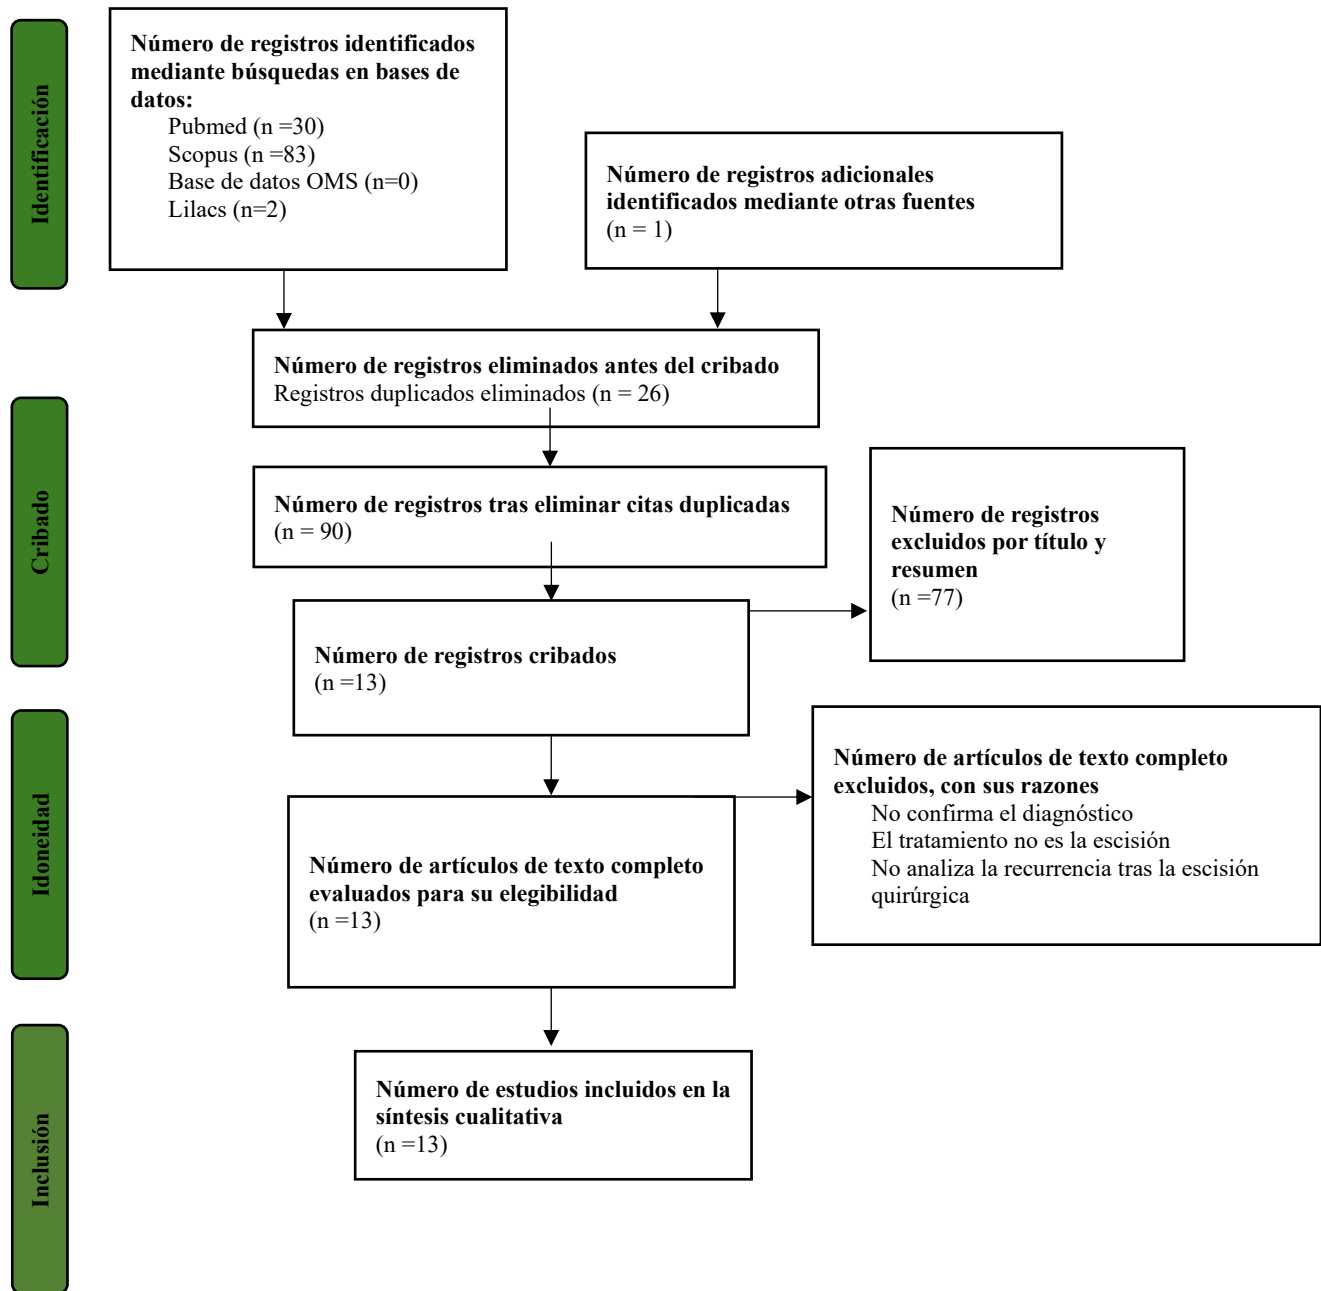 Identificación
Número de registros identificados
mediante búsquedas en bases de
datos:
Pubmed (n =30)
Scopus (n =83)
Base de datos OMS (n=0)
Lilacs (n=2)
Número de registros adicionales
identificados mediante otras fuentes
(n = 1)
Número de registros eliminados antes del cribado
Registros duplicados eliminados (n = 26)
Cribado
Número de registros tras eliminar citas duplicadas
(n = 90)
Número de registros
excluidos por título y
resumen
(n =77)
Número de registros cribados
(n =13)
Idoneidad
Número de artículos de texto completo
excluidos, con sus razones
No confirma el diagnóstico
El tratamiento no es la escisión
No analiza la recurrencia tras la escisión
quirúrgica
Número de artículos de texto completo
evaluados para su elegibilidad
(n =13)
Inclusión
Número de estudios incluidos en la
síntesis cualitativa
(n =13)